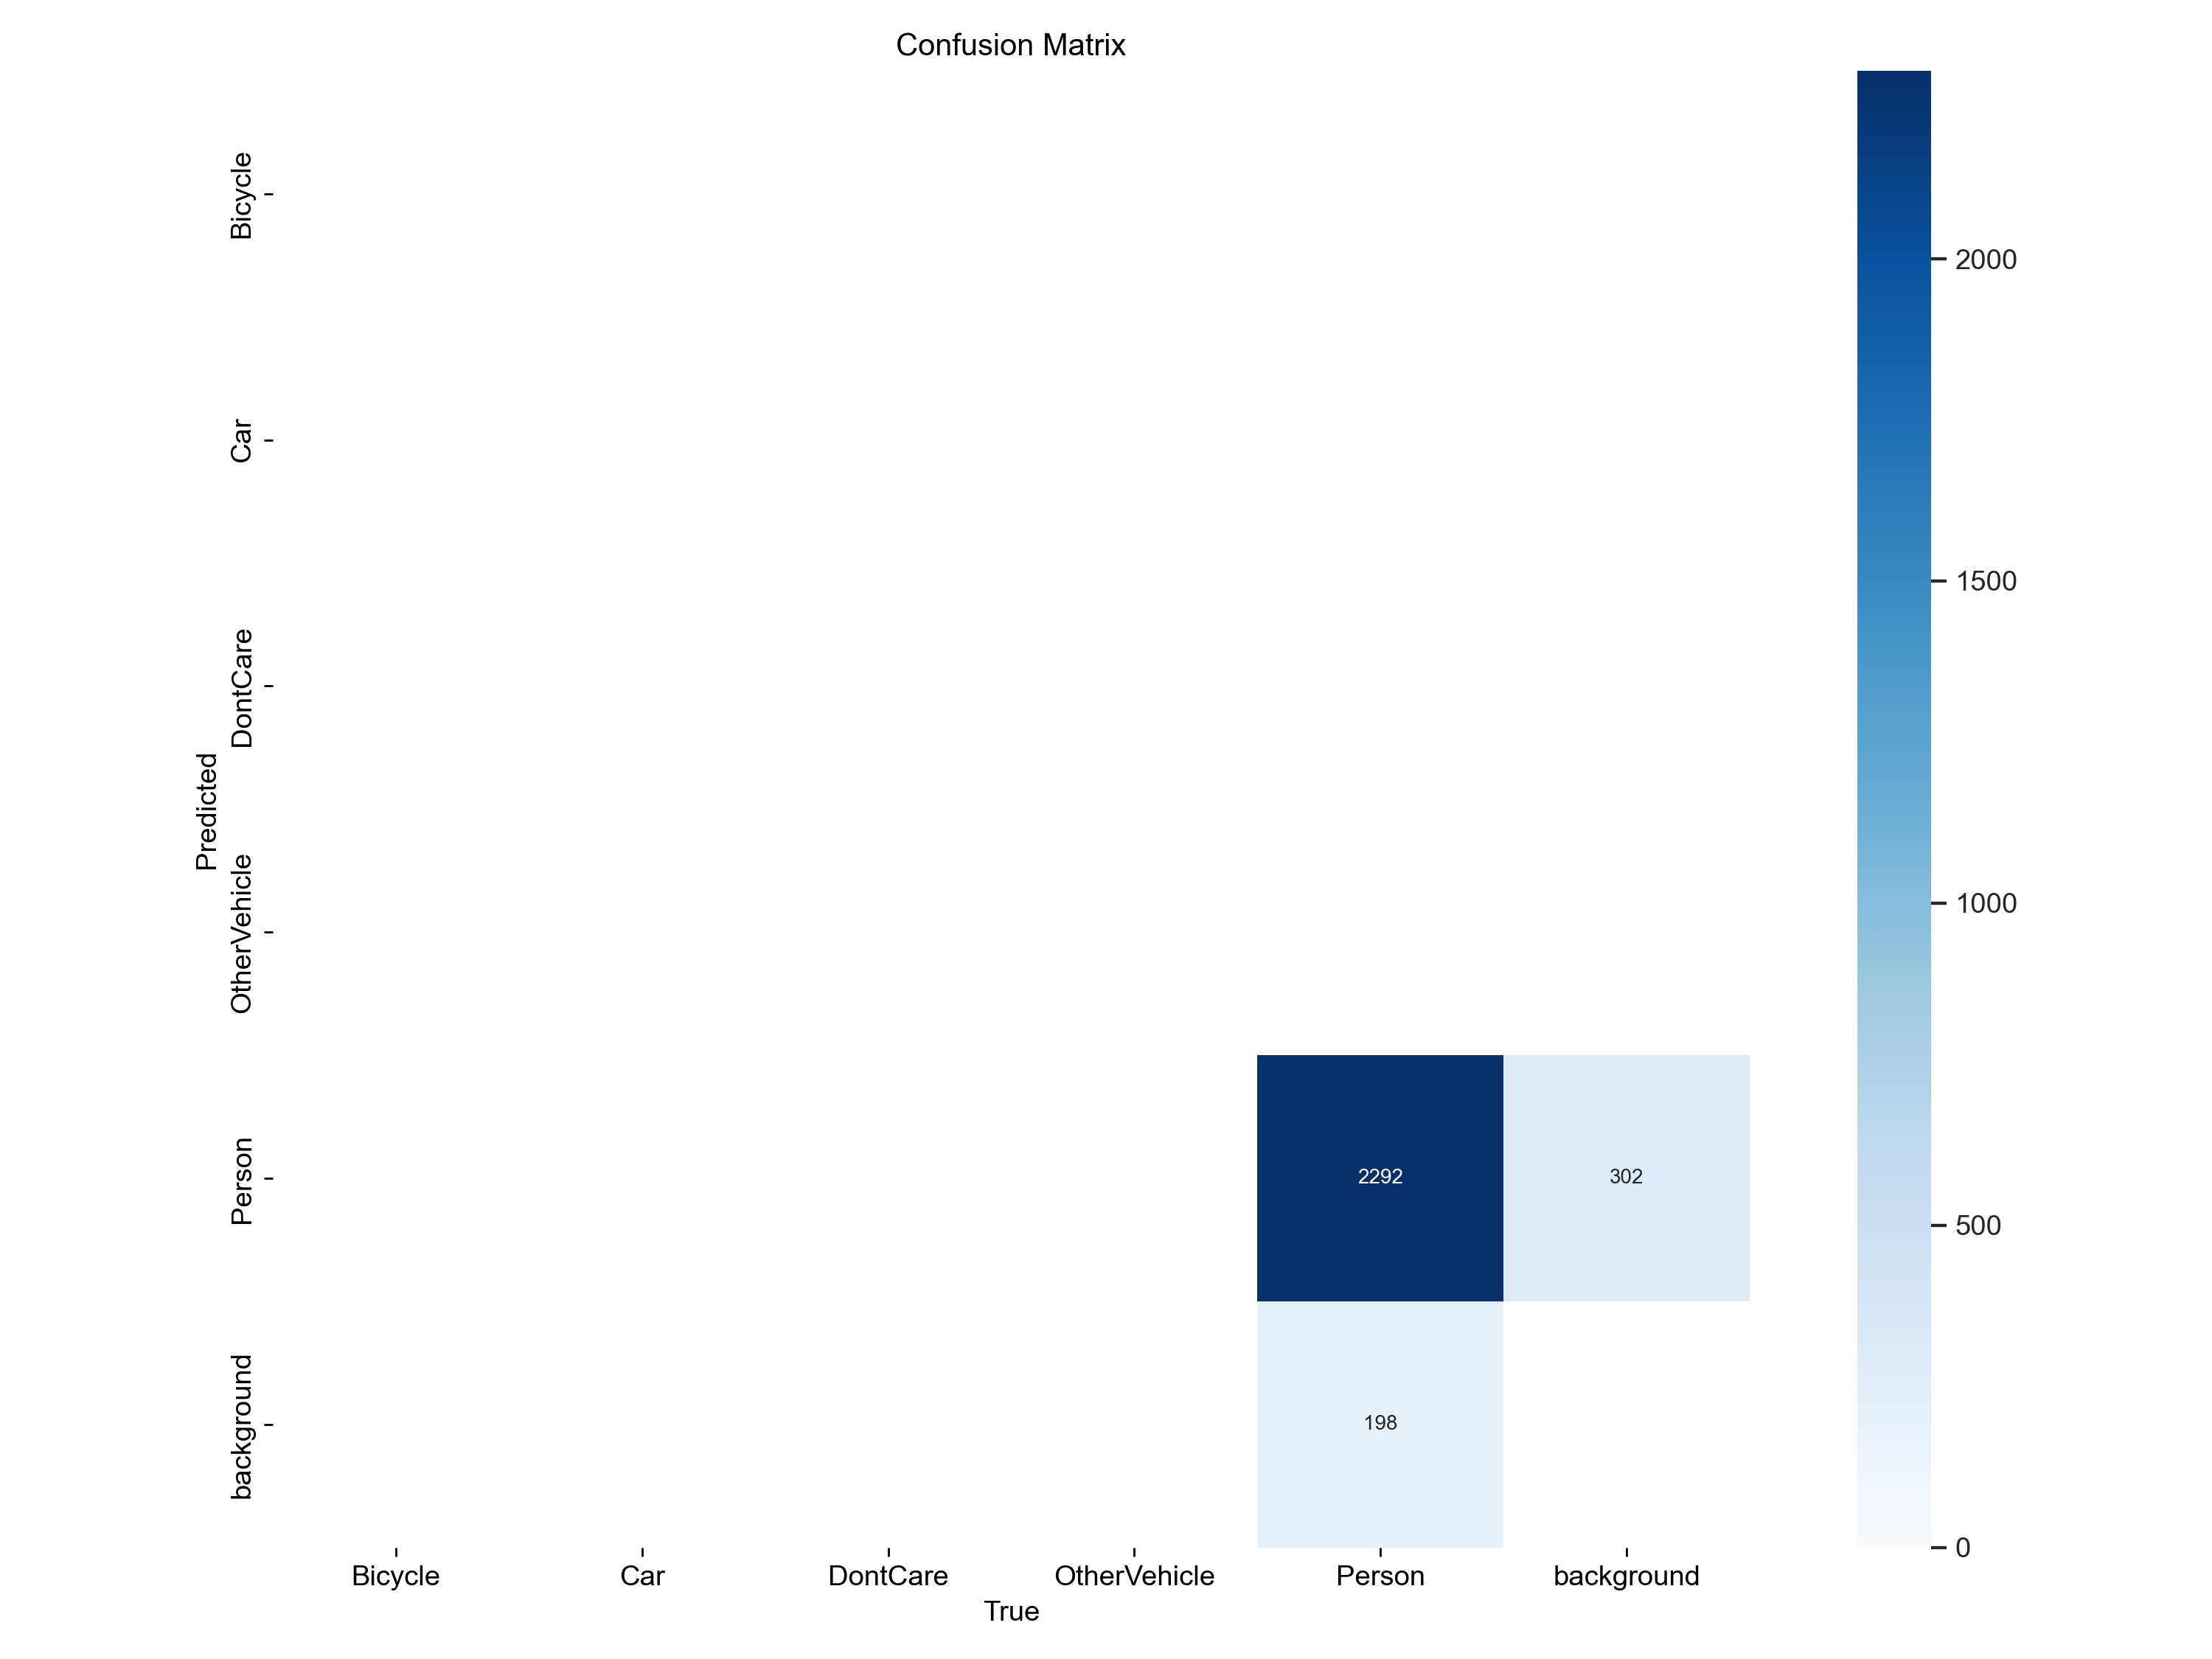 Confusion Matrix
Predicted
Bicycle
Car
DontCare
OtherVehicle
Person
background
2292
302
198
Bicycle
Car
DontCare
OtherVehicle
Person
background
True
2000
1500
1000
500
0